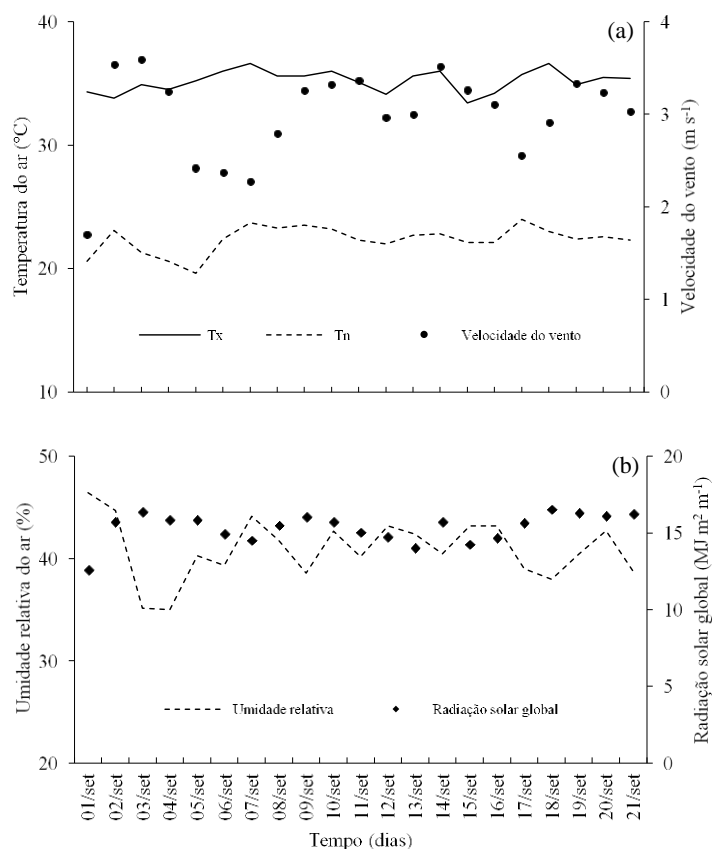 (a)
40
30
20
10
Temperatura do ar (°C)
4
3
2
1
0
Velocidade do vento (m s⁻¹)
Tx
Tn
Velocidade do vento
(b)
50
40
30
20
Umidade relativa do ar (%)
20
15
10
5
0
Radiação solar global (MJ m² m⁻¹)
Umidade relativa
Radiação solar global
01/set
02/set
03/set
04/set
05/set
06/set
07/set
08/set
09/set
10/set
11/set
12/set
13/set
14/set
15/set
16/set
17/set
18/set
19/set
20/set
21/set
Tempo (dias)